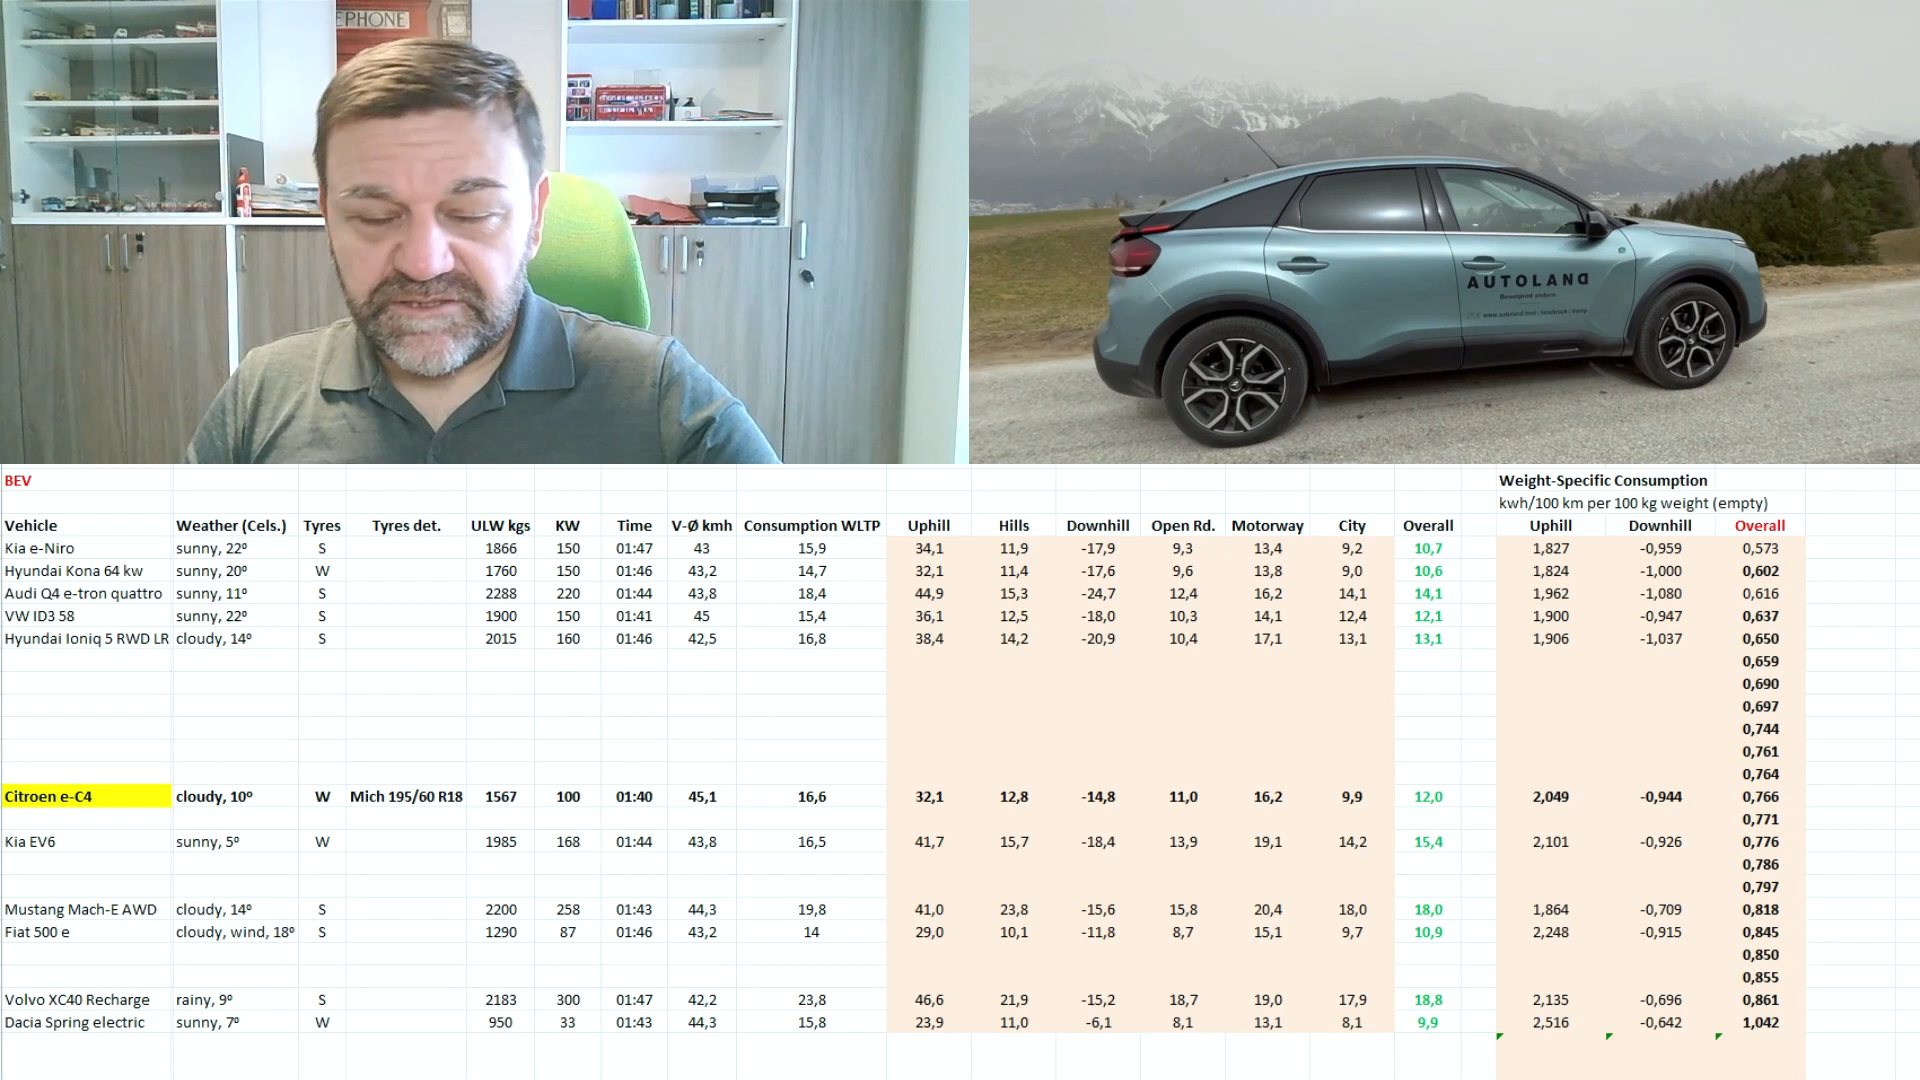 EPHONE
AUTOLAND
Bewegend anders.
BEV
Weight-Specific Consumption
kwh/100 km per 100 kg weight (empty)
Vehicle Weather (Cels.) Tyres Tyres det. ULW kgs KW Time V-Ø kmh Consumption WLTP Uphill Hills Downhill Open Rd. Motorway City Overall Uphill Downhill Overall
Kia e-Niro sunny, 22º S 1866 150 01:47 43 15,9 34,1 11,9 -17,9 9,3 13,4 9,2 10,7 1,827 -0,959 0,573
Hyundai Kona 64 kw sunny, 20º W 1760 150 01:46 43,2 14,7 32,1 11,4 -17,6 9,6 13,8 9,0 10,6 1,824 -1,000 0,602
Audi Q4 e-tron quattro sunny, 11º S 2288 220 01:44 43,8 18,4 44,9 15,3 -24,7 12,4 16,2 14,1 14,1 1,962 -1,080 0,616
VW ID3 58 sunny, 22º S 1900 150 01:41 45 15,4 36,1 12,5 -18,0 10,3 14,1 12,4 12,1 1,900 -0,947 0,637
Hyundai Ioniq 5 RWD LR cloudy, 14º S 2015 160 01:46 42,5 16,8 38,4 14,2 -20,9 10,4 17,1 13,1 13,1 1,906 -1,037 0,650
0,659
0,690
0,697
0,744
0,761
0,764
Citroen e-C4 cloudy, 10º W Mich 195/60 R18 1567 100 01:40 45,1 16,6 32,1 12,8 -14,8 11,0 16,2 9,9 12,0 2,049 -0,944 0,766
0,771
Kia EV6 sunny, 5º W 1985 168 01:44 43,8 16,5 41,7 15,7 -18,4 13,9 19,1 14,2 15,4 2,101 -0,926 0,776
0,786
0,797
Mustang Mach-E AWD cloudy, 14º S 2200 258 01:43 44,3 19,8 41,0 23,8 -15,6 15,8 20,4 18,0 18,0 1,864 -0,709 0,818
Fiat 500 e cloudy, wind, 18º S 1290 87 01:46 43,2 14 29,0 10,1 -11,8 8,7 15,1 9,7 10,9 2,248 -0,915 0,845
0,850
0,855
Volvo XC40 Recharge rainy, 9º S 2183 300 01:47 42,2 23,8 46,6 21,9 -15,2 18,7 19,0 17,9 18,8 2,135 -0,696 0,861
Dacia Spring electric sunny, 7º W 950 33 01:43 44,3 15,8 23,9 11,0 -6,1 8,1 13,1 8,1 9,9 2,516 -0,642 1,042